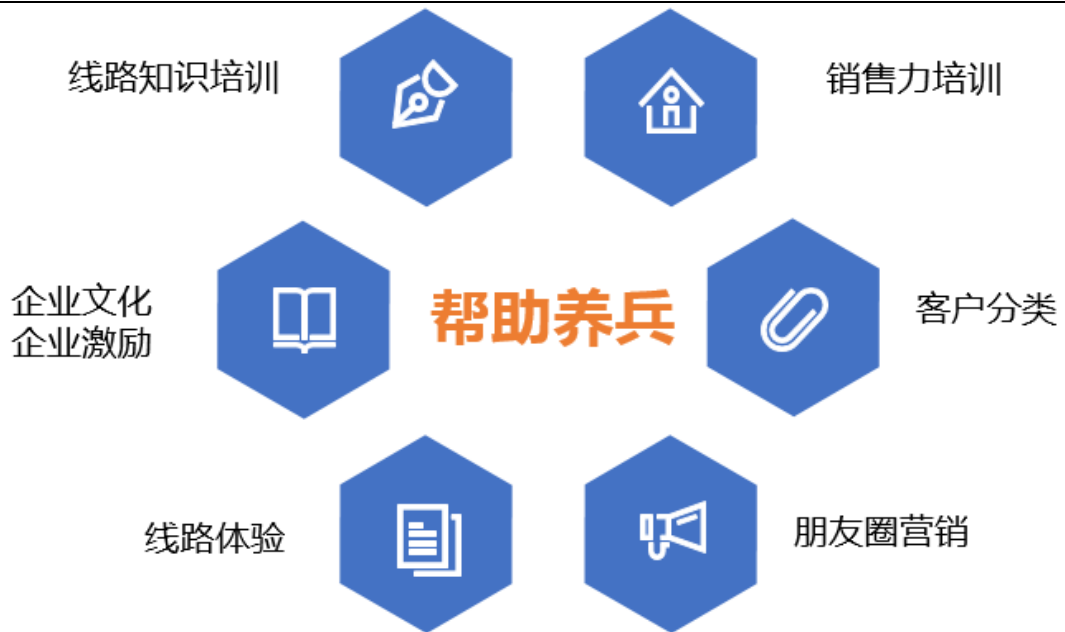 线路知识培训
销售力培训
企业文化
企业激励
帮助养兵
客户分类
线路体验
朋友圈营销